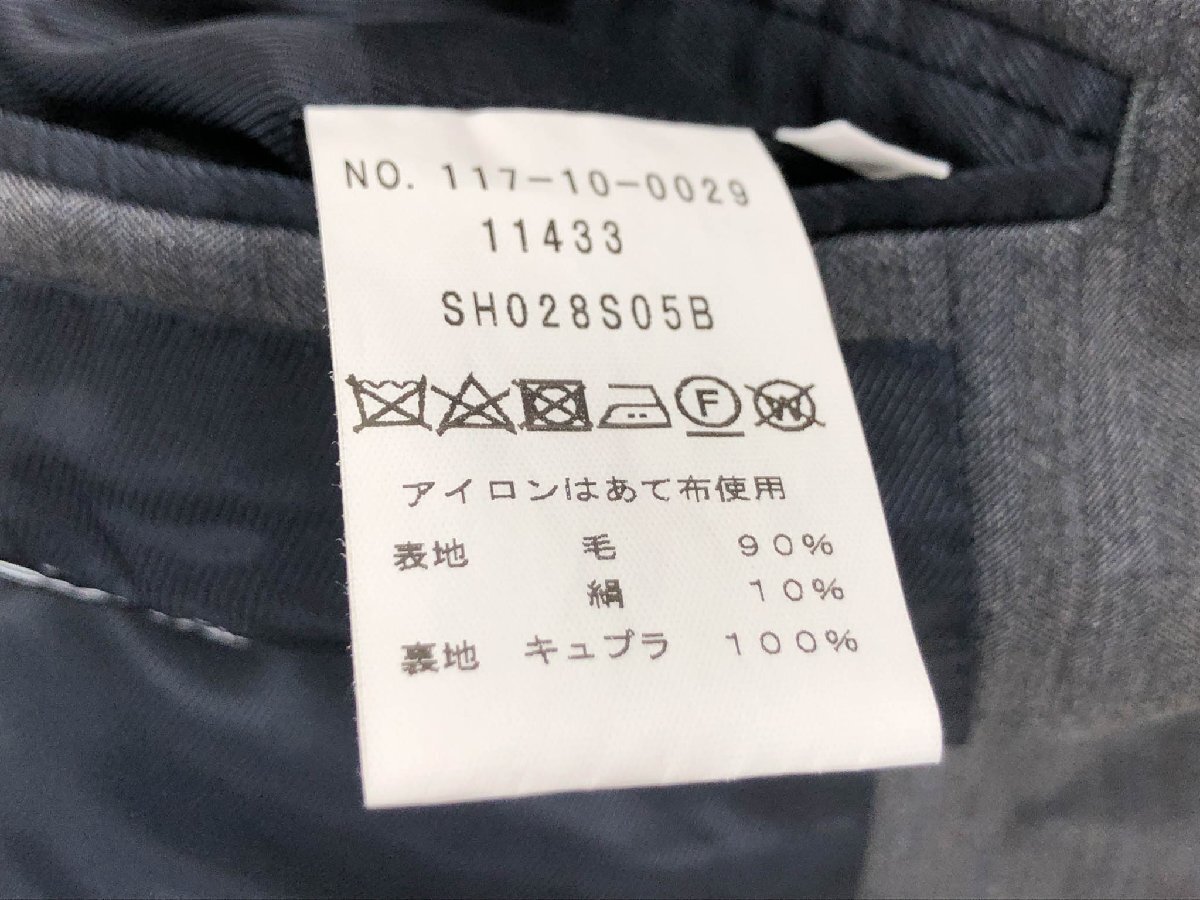 NO. 117-10-0029
11433
SH028S05B
F W
アイロンはあて布使用
表地 毛 90%
絹 10%
裏地 キュプラ 100%